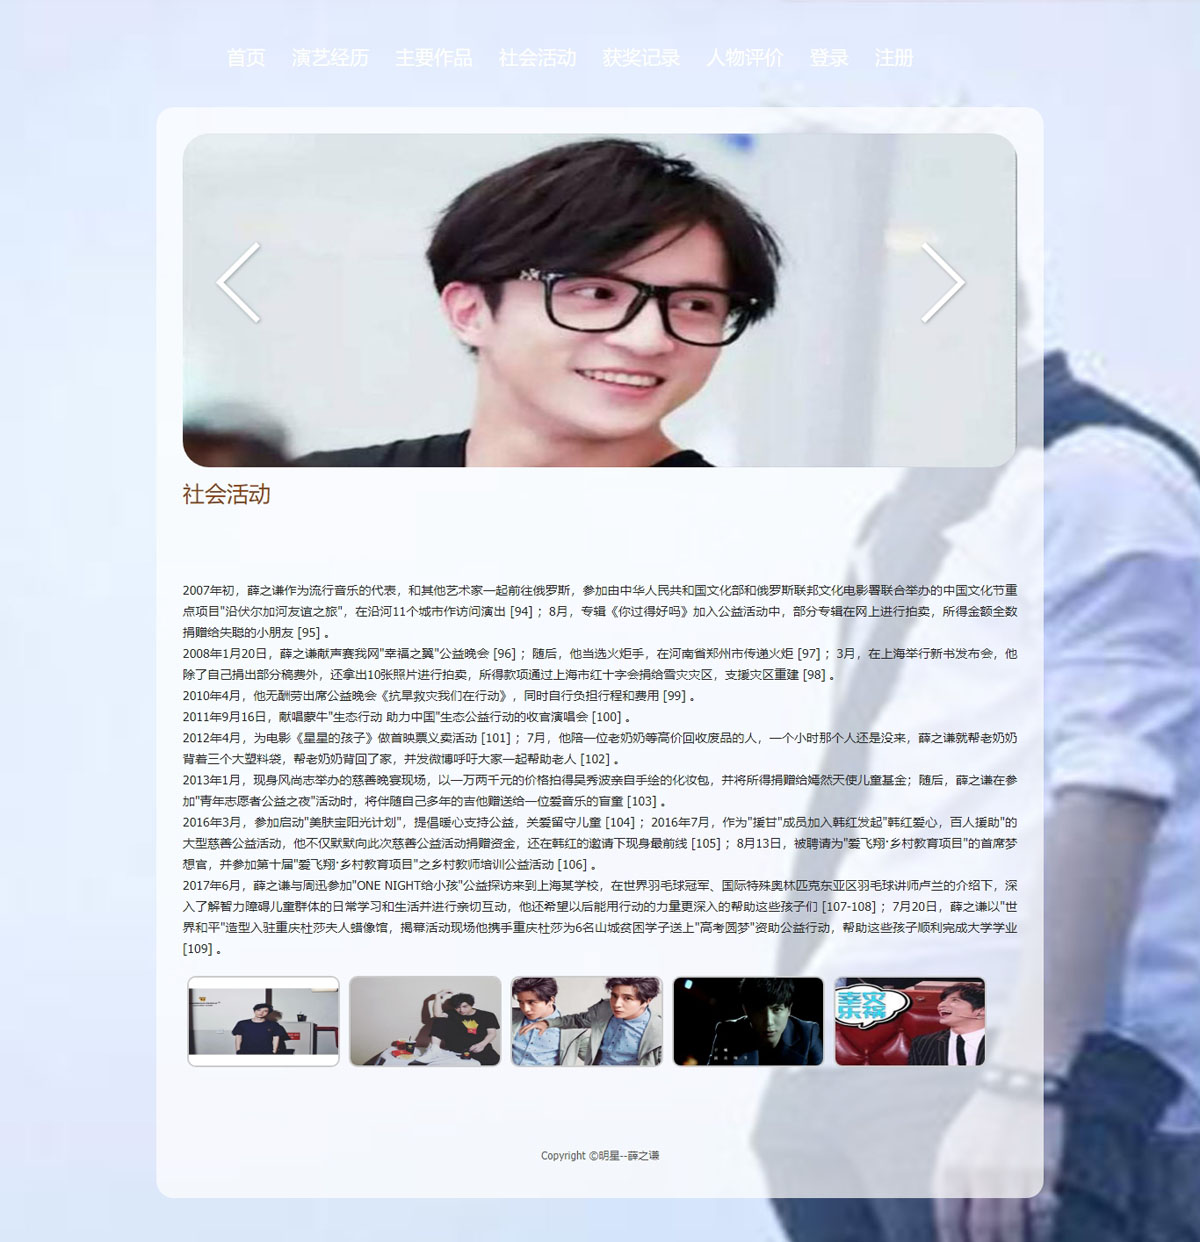 首页 演艺经历 主要作品 社会活动 获奖记录 人物评价 登录 注册
社会活动
2007年初，薛之谦作为流行音乐的代表，和其他艺术家一起前往俄罗斯，参加由中华人民共和国文化部和俄罗斯联邦文化电影署联合举办的中国文化节重
点项目"沿伏尔加河友谊之旅"，在沿河11个城市作访问演出 [94] ；8月，专辑《你过得好吗》加入公益活动中，部分专辑在网上进行拍卖，所得金额全数
捐赠给失聪的小朋友 [95] 。
2008年1月20日，薛之谦献声赛我网"幸福之翼"公益晚会 [96] ；随后，他当选火炬手，在河南省郑州市传递火炬 [97] ；3月，在上海举行新书发布会，他
除了自己捐出部分稿费外，还拿出10张照片进行拍卖，所得款项通过上海市红十字会捐给雪灾灾区，支援灾区重建 [98] 。
2010年4月，他无酬劳出席公益晚会《抗旱救灾我们在行动》，同时自行负担行程和费用 [99] 。
2011年9月16日，献唱蒙牛"生态行动 助力中国"生态公益行动的收官演唱会 [100] 。
2012年4月，为电影《星星的孩子》做首映票义卖活动 [101] ；7月，他陪一位老奶奶等高价回收废品的人，一个小时那个人还是没来，薛之谦就帮老奶奶
背着三个大塑料袋，帮老奶奶背回了家，并发微博呼吁大家一起帮助老人 [102] 。
2013年1月，现身风尚志举办的慈善晚宴现场，以一万两千元的价格拍得吴秀波亲自手绘的化妆包，并将所得捐赠给嫣然天使儿童基金；随后，薛之谦在参
加"青年志愿者公益之夜"活动时，将伴随自己多年的吉他赠送给一位爱音乐的盲童 [103] 。
2016年3月，参加启动"美肤宝阳光计划"，提倡暖心支持公益，关爱留守儿童 [104] ；2016年7月，作为"援甘"成员加入韩红发起"韩红爱心，百人援助"的
大型慈善公益活动，他不仅默默向此次慈善公益活动捐赠资金，还在韩红的邀请下现身最前线 [105] ；8月13日，被聘请为"爱飞翔·乡村教育项目"的首席梦
想官，并参加第十届"爱飞翔·乡村教育项目"之乡村教师培训公益活动 [106] 。
2017年6月，薛之谦与周迅参加"ONE NIGHT给小孩"公益探访来到上海某学校，在世界羽毛球冠军、国际特殊奥林匹克东亚区羽毛球讲师卢兰的介绍下，深
入了解智力障碍儿童群体的日常学习和生活并进行亲切互动，他还希望以后能用行动的力量更深入的帮助这些孩子们 [107-108] ；7月20日，薛之谦以"世
界和平"造型入驻重庆杜莎夫人蜡像馆，揭幕活动现场他携手重庆杜莎为6名山城贫困学子送上"高考圆梦"资助公益行动，帮助这些孩子顺利完成大学学业
[109] 。
幸灾
乐祸
Copyright ©明星--薛之谦